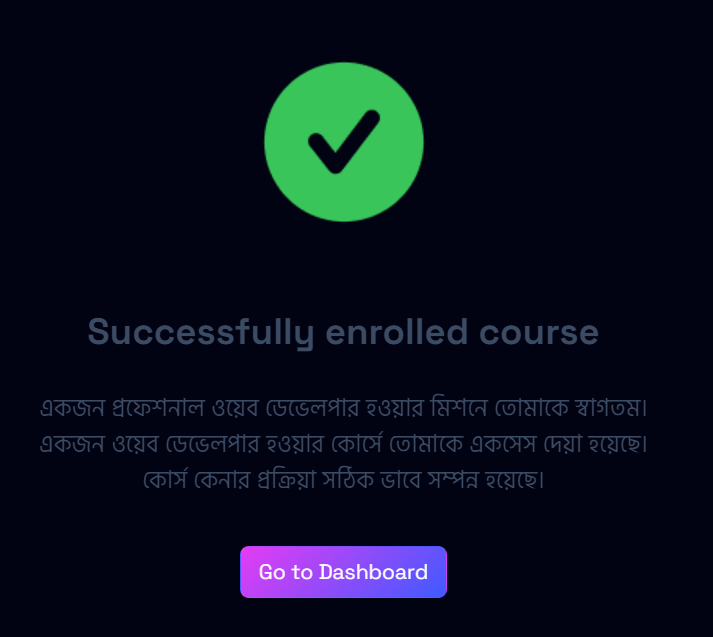 Successfully enrolled course
একজন প্রফেশনাল ওয়েব ডেভেলপার হওয়ার মিশনে তোমাকে স্বাগতম।
একজন ওয়েব ডেভেলপার হওয়ার কোর্সে তোমাকে একসেস দেয়া হয়েছে।
কোর্স কেনার প্রক্রিয়া সঠিক ভাবে সম্পন্ন হয়েছে।
Go to Dashboard